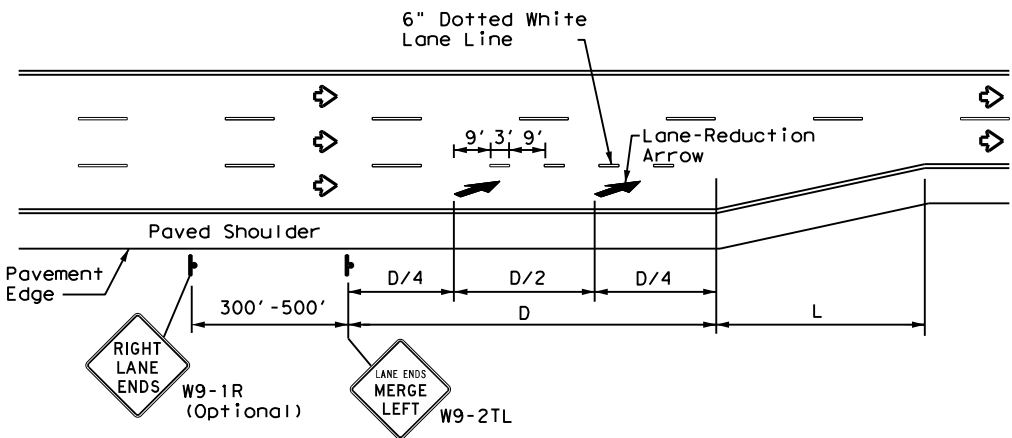 6" Dotted White
Lane Line
9' 3' 9'
Lane-Reduction
Arrow
Paved Shoulder
Pavement
Edge
D/4 D/2 D/4
300'-500' D L
RIGHT
LANE
ENDS
W9-1R
(Optional)
LANE ENDS
MERGE
LEFT
W9-2TL